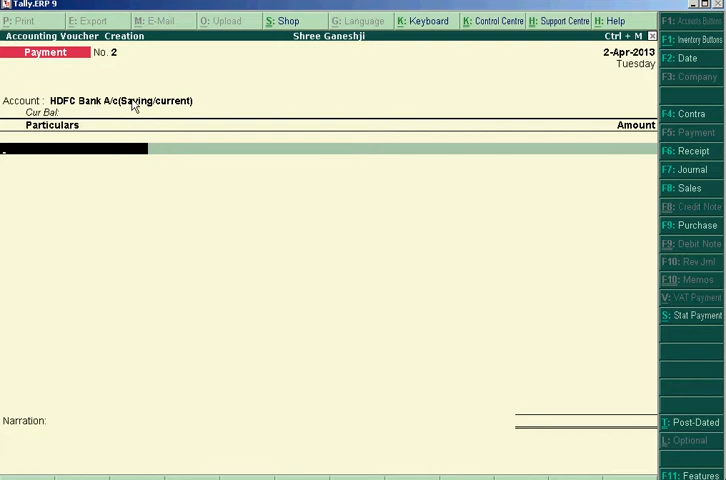 Tally.ERP 9
P: Print E: Export M: E-Mail O: Upload S: Shop G: Language K: Keyboard K: Control Centre H: Support Centre H: Help
Accounting Voucher Creation Shree Ganeshji Ctrl + M
Payment No. 2 2-Apr-2013
Tuesday
Account : HDFC Bank A/c(Saving/current)
Cur Bal:
Particulars Amount
Narration:
F1: Accounts Buttons
F1: Inventory Buttons
F2: Date
F3: Company
F4: Contra
F5: Payment
F6: Receipt
F7: Journal
F8: Sales
F8: Credit Note
F9: Purchase
F9: Debit Note
F10: Rev Jrnl
F10: Memos
V: VAT Payment
S: Stat Payment
T: Post-Dated
L: Optional
F11: Features